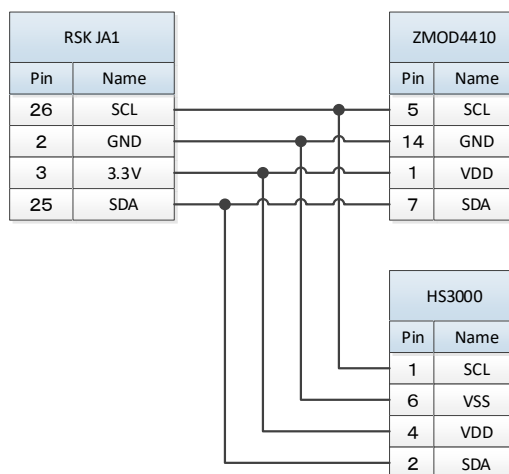 RSK JA1
Pin Name
26 SCL
2 GND
3 3.3V
25 SDA
ZMOD4410
Pin Name
5 SCL
14 GND
1 VDD
7 SDA
HS3000
Pin Name
1 SCL
6 VSS
4 VDD
2 SDA